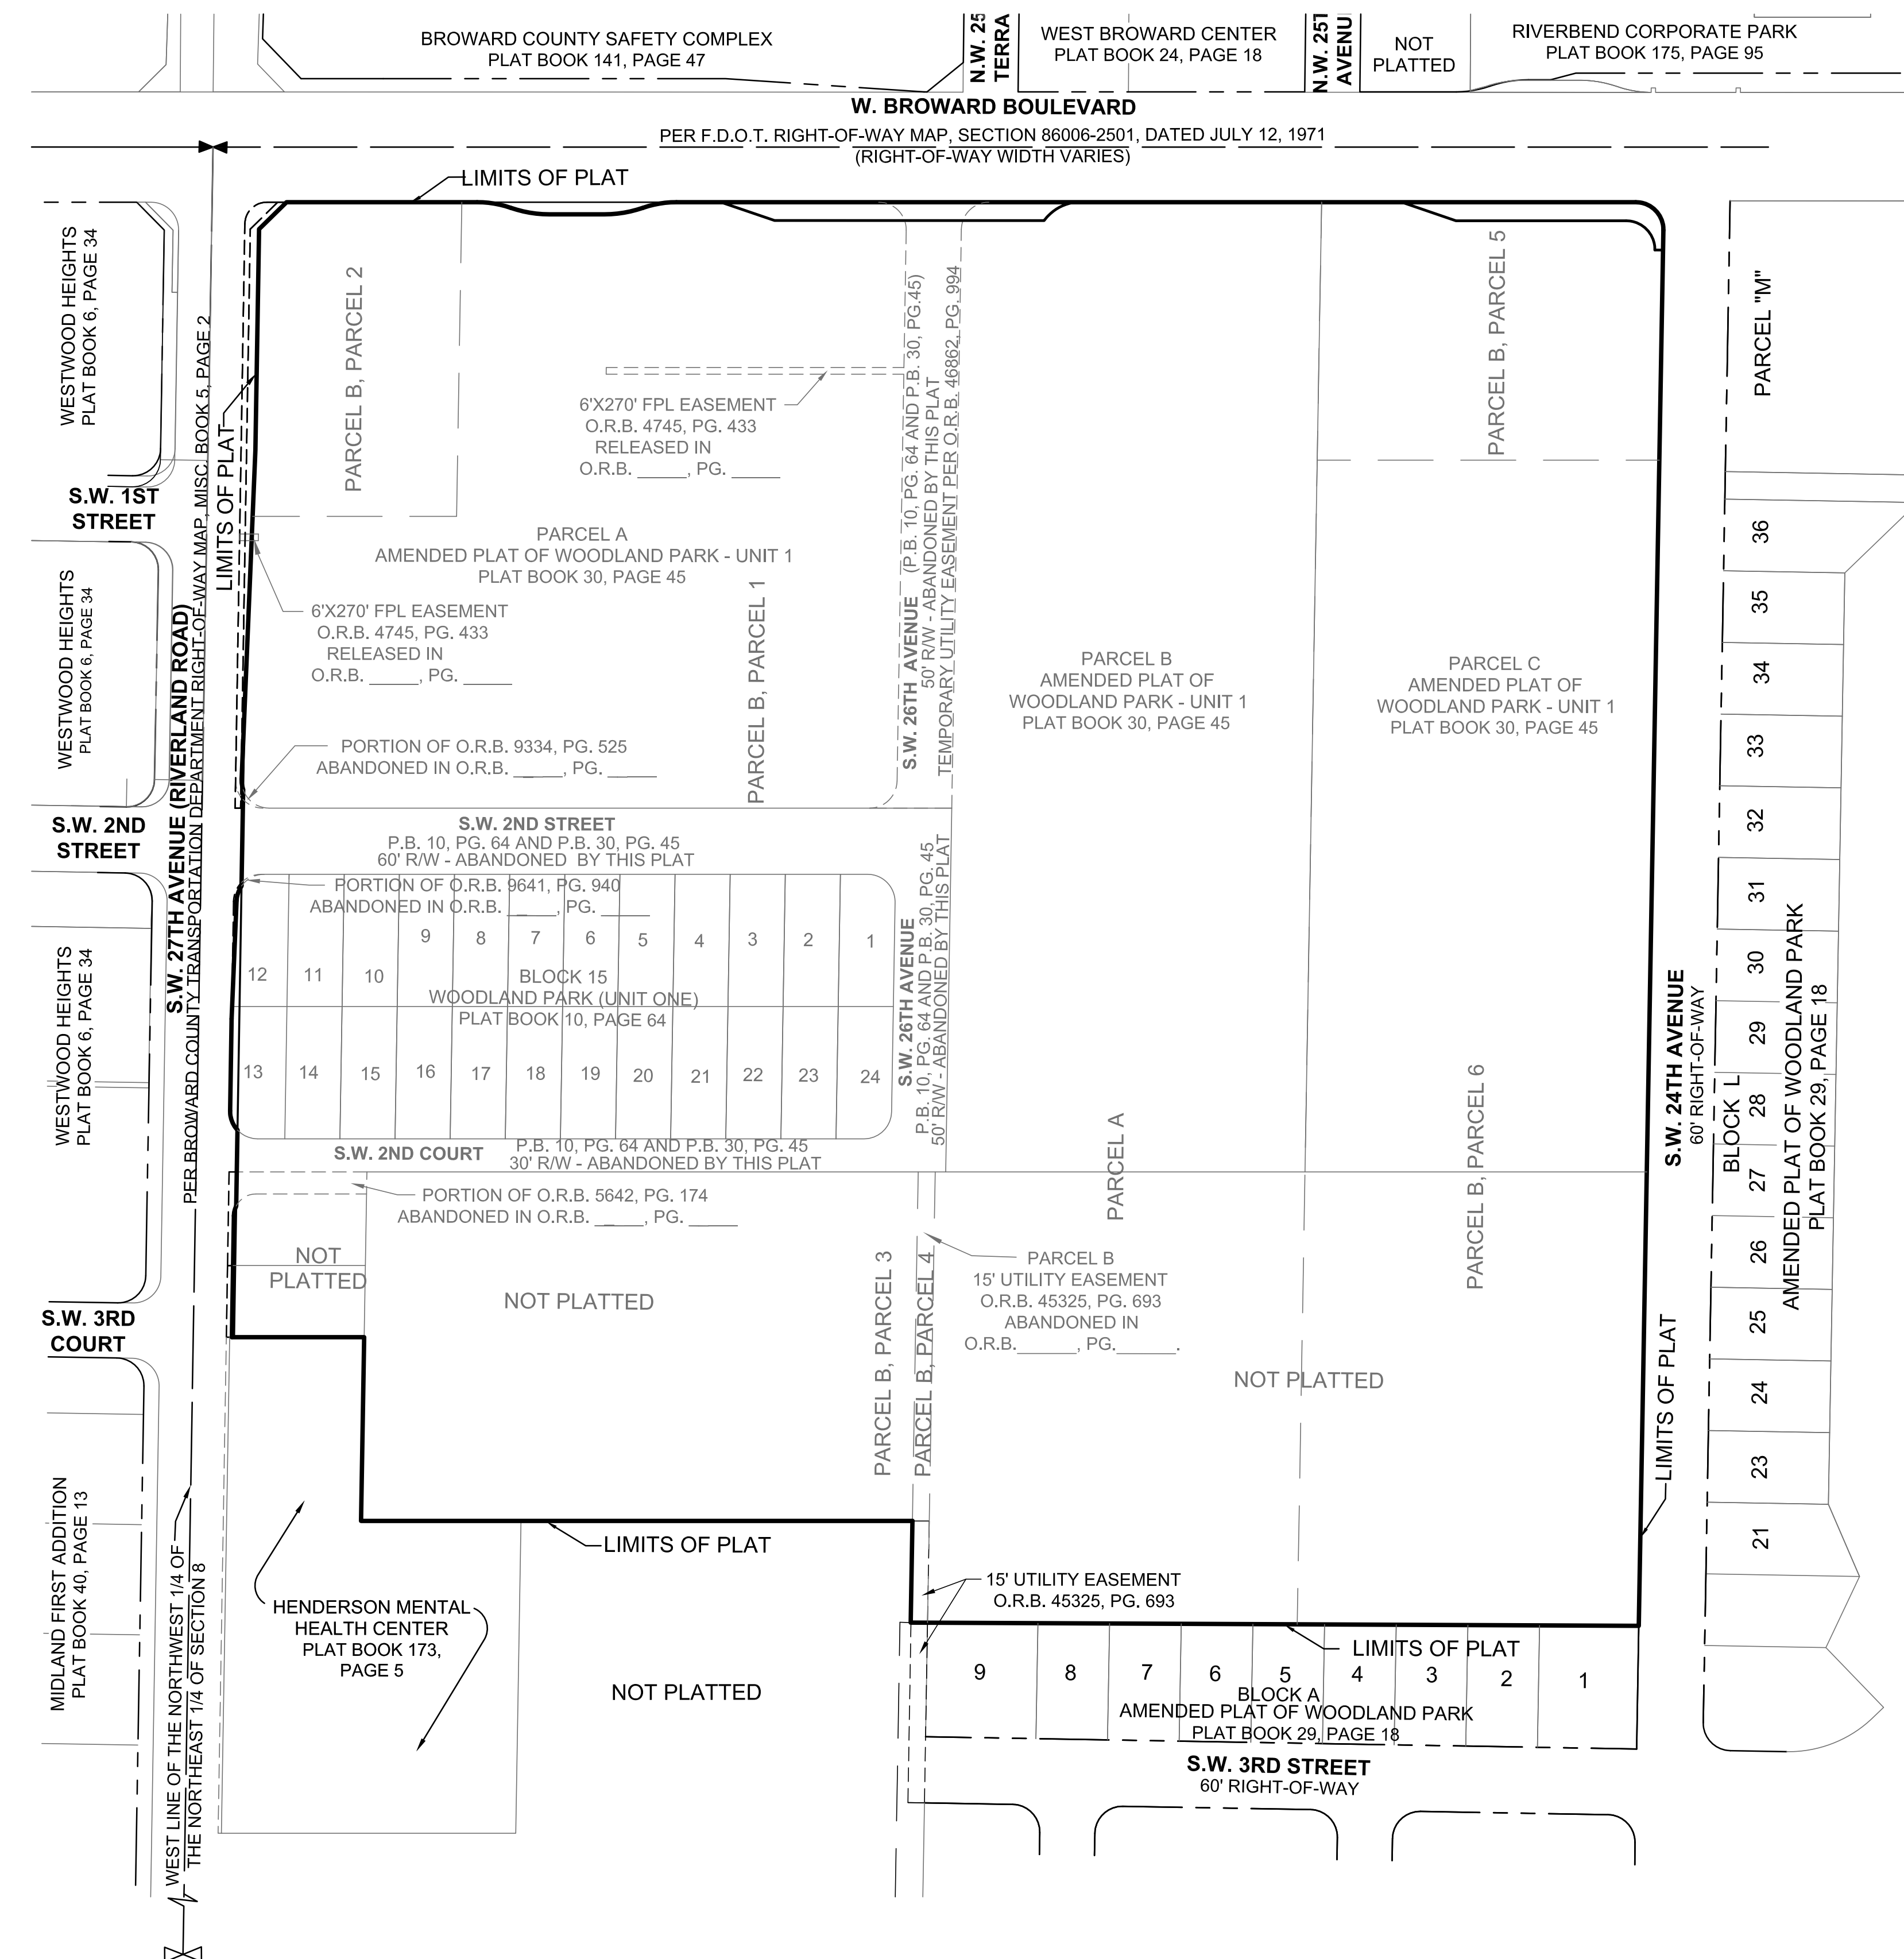 BROWARD COUNTY SAFETY COMPLEX
PLAT BOOK 141, PAGE 47
N.W. 25
TERRA
WEST BROWARD CENTER
PLAT BOOK 24, PAGE 18
AVENU
NOT
PLATTED
RIVERBEND CORPORATE PARK
PLAT BOOK 175, PAGE 95
W. BROWARD BOULEVARD
PER F.D.O.T. RIGHT-OF-WAY MAP, SECTION 86006-2501, DATED JULY 12, 1971
(RIGHT-OF-WAY WIDTH VARIES)
LIMITS OF PLAT
WESTWOOD HEIGHTS
PLAT BOOK 6, PAGE 34
S.W. 1ST
STREET
WESTWOOD HEIGHTS
PLAT BOOK 6, PAGE 34
S.W. 2ND
STREET
WESTWOOD HEIGHTS
PLAT BOOK 6, PAGE 34
S.W. 3RD
COURT
MIDLAND FIRST ADDITION
PLAT BOOK 40, PAGE 13
S.W. 27TH AVENUE (RIVERLAND ROAD)
PER BROWARD COUNTY TRANSPORTATION DEPARTMENT RIGHT-OF-WAY MAP, MISC. BOOK 5, PAGE 2
WEST LINE OF THE NORTHWEST 1/4 OF
THE NORTHEAST 1/4 OF SECTION 8
LIMITS OF PLAT
PARCEL B, PARCEL 2
6'X270' FPL EASEMENT
O.R.B. 4745, PG. 433
RELEASED IN
O.R.B. _____, PG. _____
PARCEL A
AMENDED PLAT OF WOODLAND PARK - UNIT 1
PLAT BOOK 30, PAGE 45
6'X270' FPL EASEMENT
O.R.B. 4745, PG. 433
RELEASED IN
O.R.B. _____, PG. _____
PARCEL B, PARCEL 1
PORTION OF O.R.B. 9334, PG. 525
ABANDONED IN O.R.B. _____, PG. _____
S.W. 26TH AVENUE (P.B. 10, PG. 64 AND P.B. 30, PG.45)
50' R/W - ABANDONED BY THIS PLAT
TEMPORARY UTILITY EASEMENT PER O.R.B. 46862, PG. 994
PARCEL B
AMENDED PLAT OF
WOODLAND PARK - UNIT 1
PLAT BOOK 30, PAGE 45
PARCEL B, PARCEL 5
PARCEL C
AMENDED PLAT OF
WOODLAND PARK - UNIT 1
PLAT BOOK 30, PAGE 45
S.W. 2ND STREET
P.B. 10, PG. 64 AND P.B. 30, PG. 45
60' R/W - ABANDONED BY THIS PLAT
PORTION OF O.R.B. 9641, PG. 940
ABANDONED IN O.R.B. _____, PG. _____
12 11 10 9 8 7 6 5 4 3 2 1
BLOCK 15
WOODLAND PARK (UNIT ONE)
PLAT BOOK 10, PAGE 64
13 14 15 16 17 18 19 20 21 22 23 24
S.W. 26TH AVENUE
P.B. 10, PG. 64 AND P.B. 30, PG. 45
50' R/W - ABANDONED BY THIS PLAT
S.W. 2ND COURT
P.B. 10, PG. 64 AND P.B. 30, PG. 45
30' R/W - ABANDONED BY THIS PLAT
PORTION OF O.R.B. 5642, PG. 174
ABANDONED IN O.R.B. _____, PG. _____
NOT
PLATTED
NOT PLATTED
PARCEL B, PARCEL 3
PARCEL B, PARCEL 4
PARCEL B
15' UTILITY EASEMENT
O.R.B. 45325, PG. 693
ABANDONED IN
O.R.B.______, PG.______.
PARCEL A
PARCEL B, PARCEL 6
NOT PLATTED
LIMITS OF PLAT
HENDERSON MENTAL
HEALTH CENTER
PLAT BOOK 173,
PAGE 5
NOT PLATTED
15' UTILITY EASEMENT
O.R.B. 45325, PG. 693
LIMITS OF PLAT
9 8 7 6 5 4 3 2 1
BLOCK A
AMENDED PLAT OF WOODLAND PARK
PLAT BOOK 29, PAGE 18
S.W. 3RD STREET
60' RIGHT-OF-WAY
LIMITS OF PLAT
S.W. 24TH AVENUE
60' RIGHT-OF-WAY
PARCEL "M"
36
35
34
33
32
31
30
29
28
27
26
25
24
23
21
BLOCK L
AMENDED PLAT OF WOODLAND PARK
PLAT BOOK 29, PAGE 18